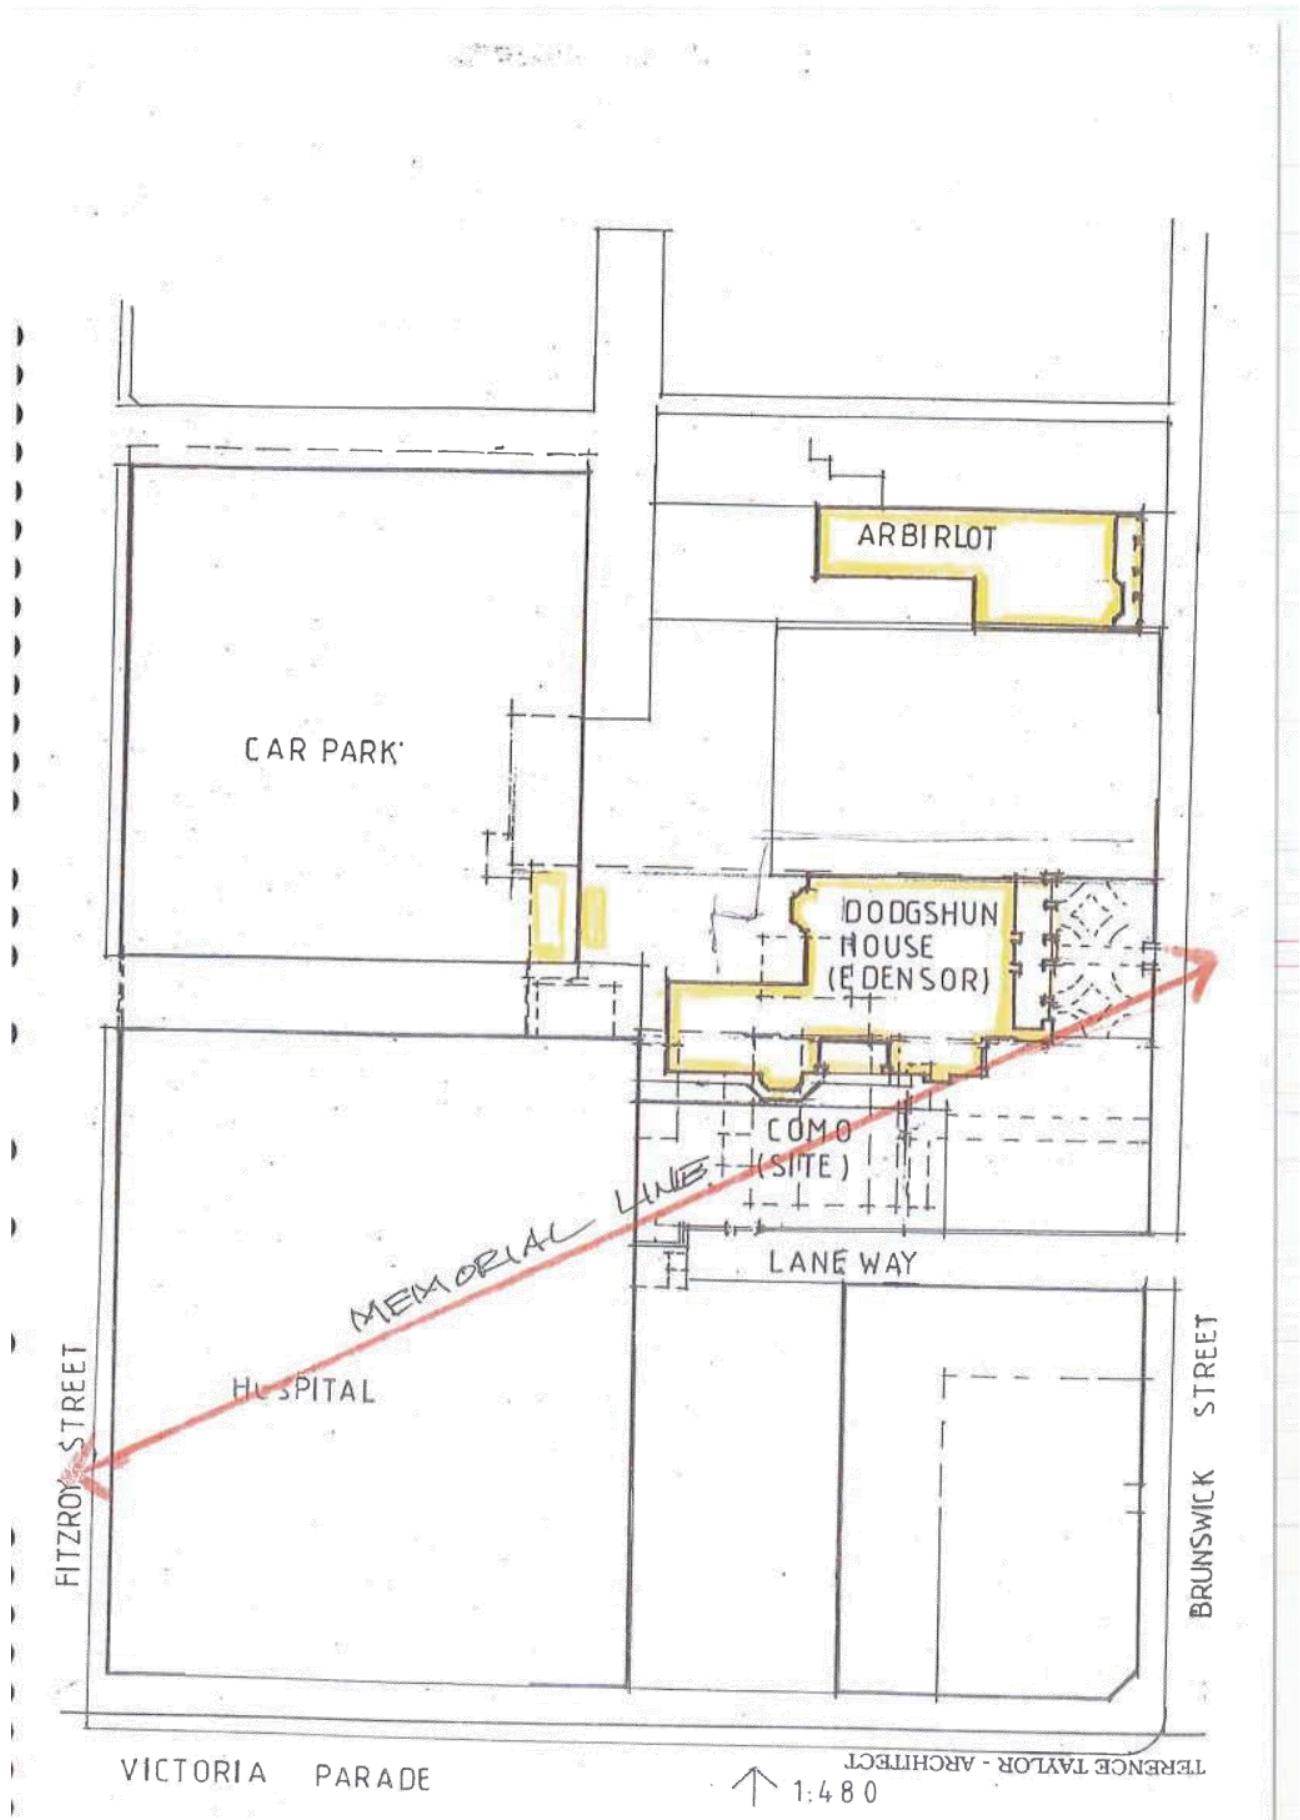 ARBIRLOT
CAR PARK
DODGSHUN
HOUSE
(EDENSOR)
COMO
(SITE)
MEMORIAL LINE
LANE WAY
HOSPITAL
FITZROY STREET
BRUNSWICK STREET
VICTORIA PARADE
1:480
TERENCE TAYLOR - ARCHITECT